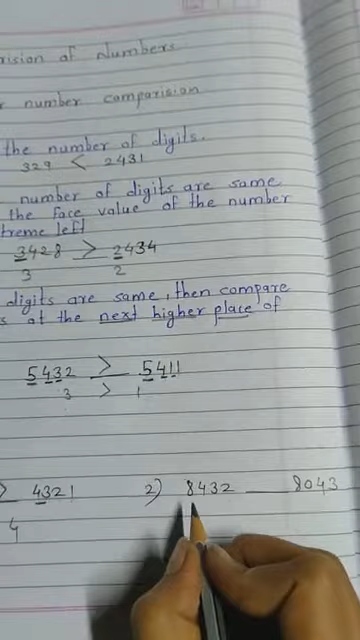 of Numbers
number comparision
the number of digits.
329 < 2431
number of digits are same
the face value of the number
left
3428 > 2434
3 2
digits are same, then compare
at the next higher place of
5432 > 5411
3 > 1
> 4321 2) 8432 __ 8043
4